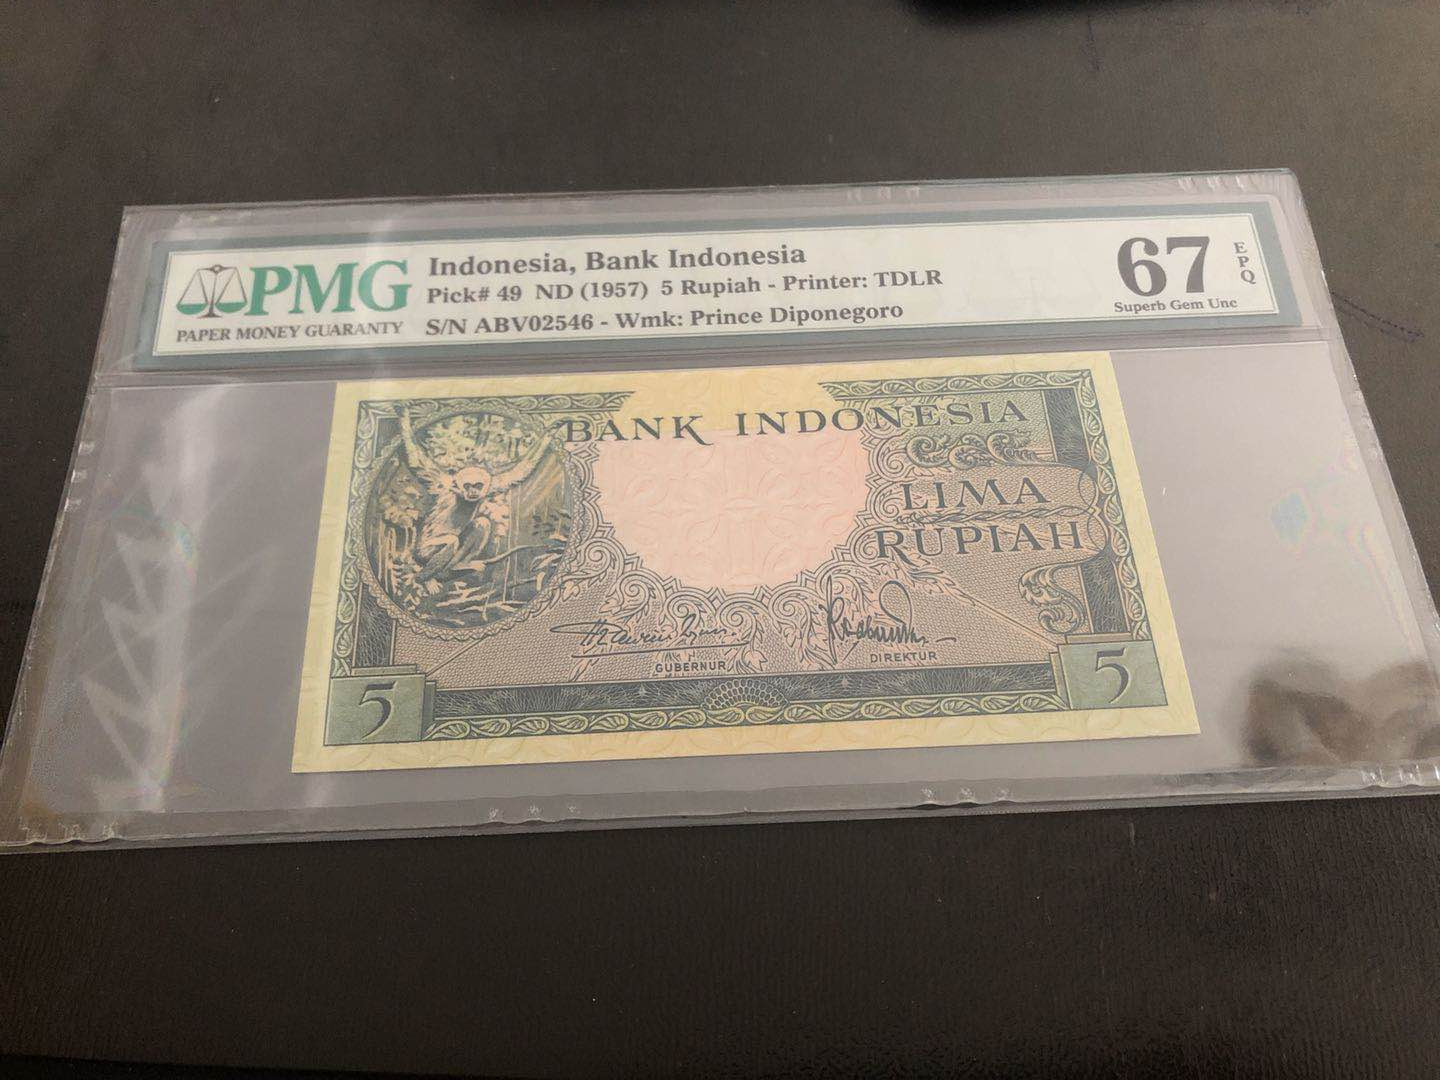 PMG
PAPER MONEY GUARANTY
Indonesia, Bank Indonesia
Pick# 49 ND (1957) 5 Rupiah - Printer: TDLR
S/N ABV02546 - Wmk: Prince Diponegoro
67
EPQ
Superb Gem Unc
BANK INDONESIA
LIMA
RUPIAH
GUBERNUR
DIREKTUR
5
5